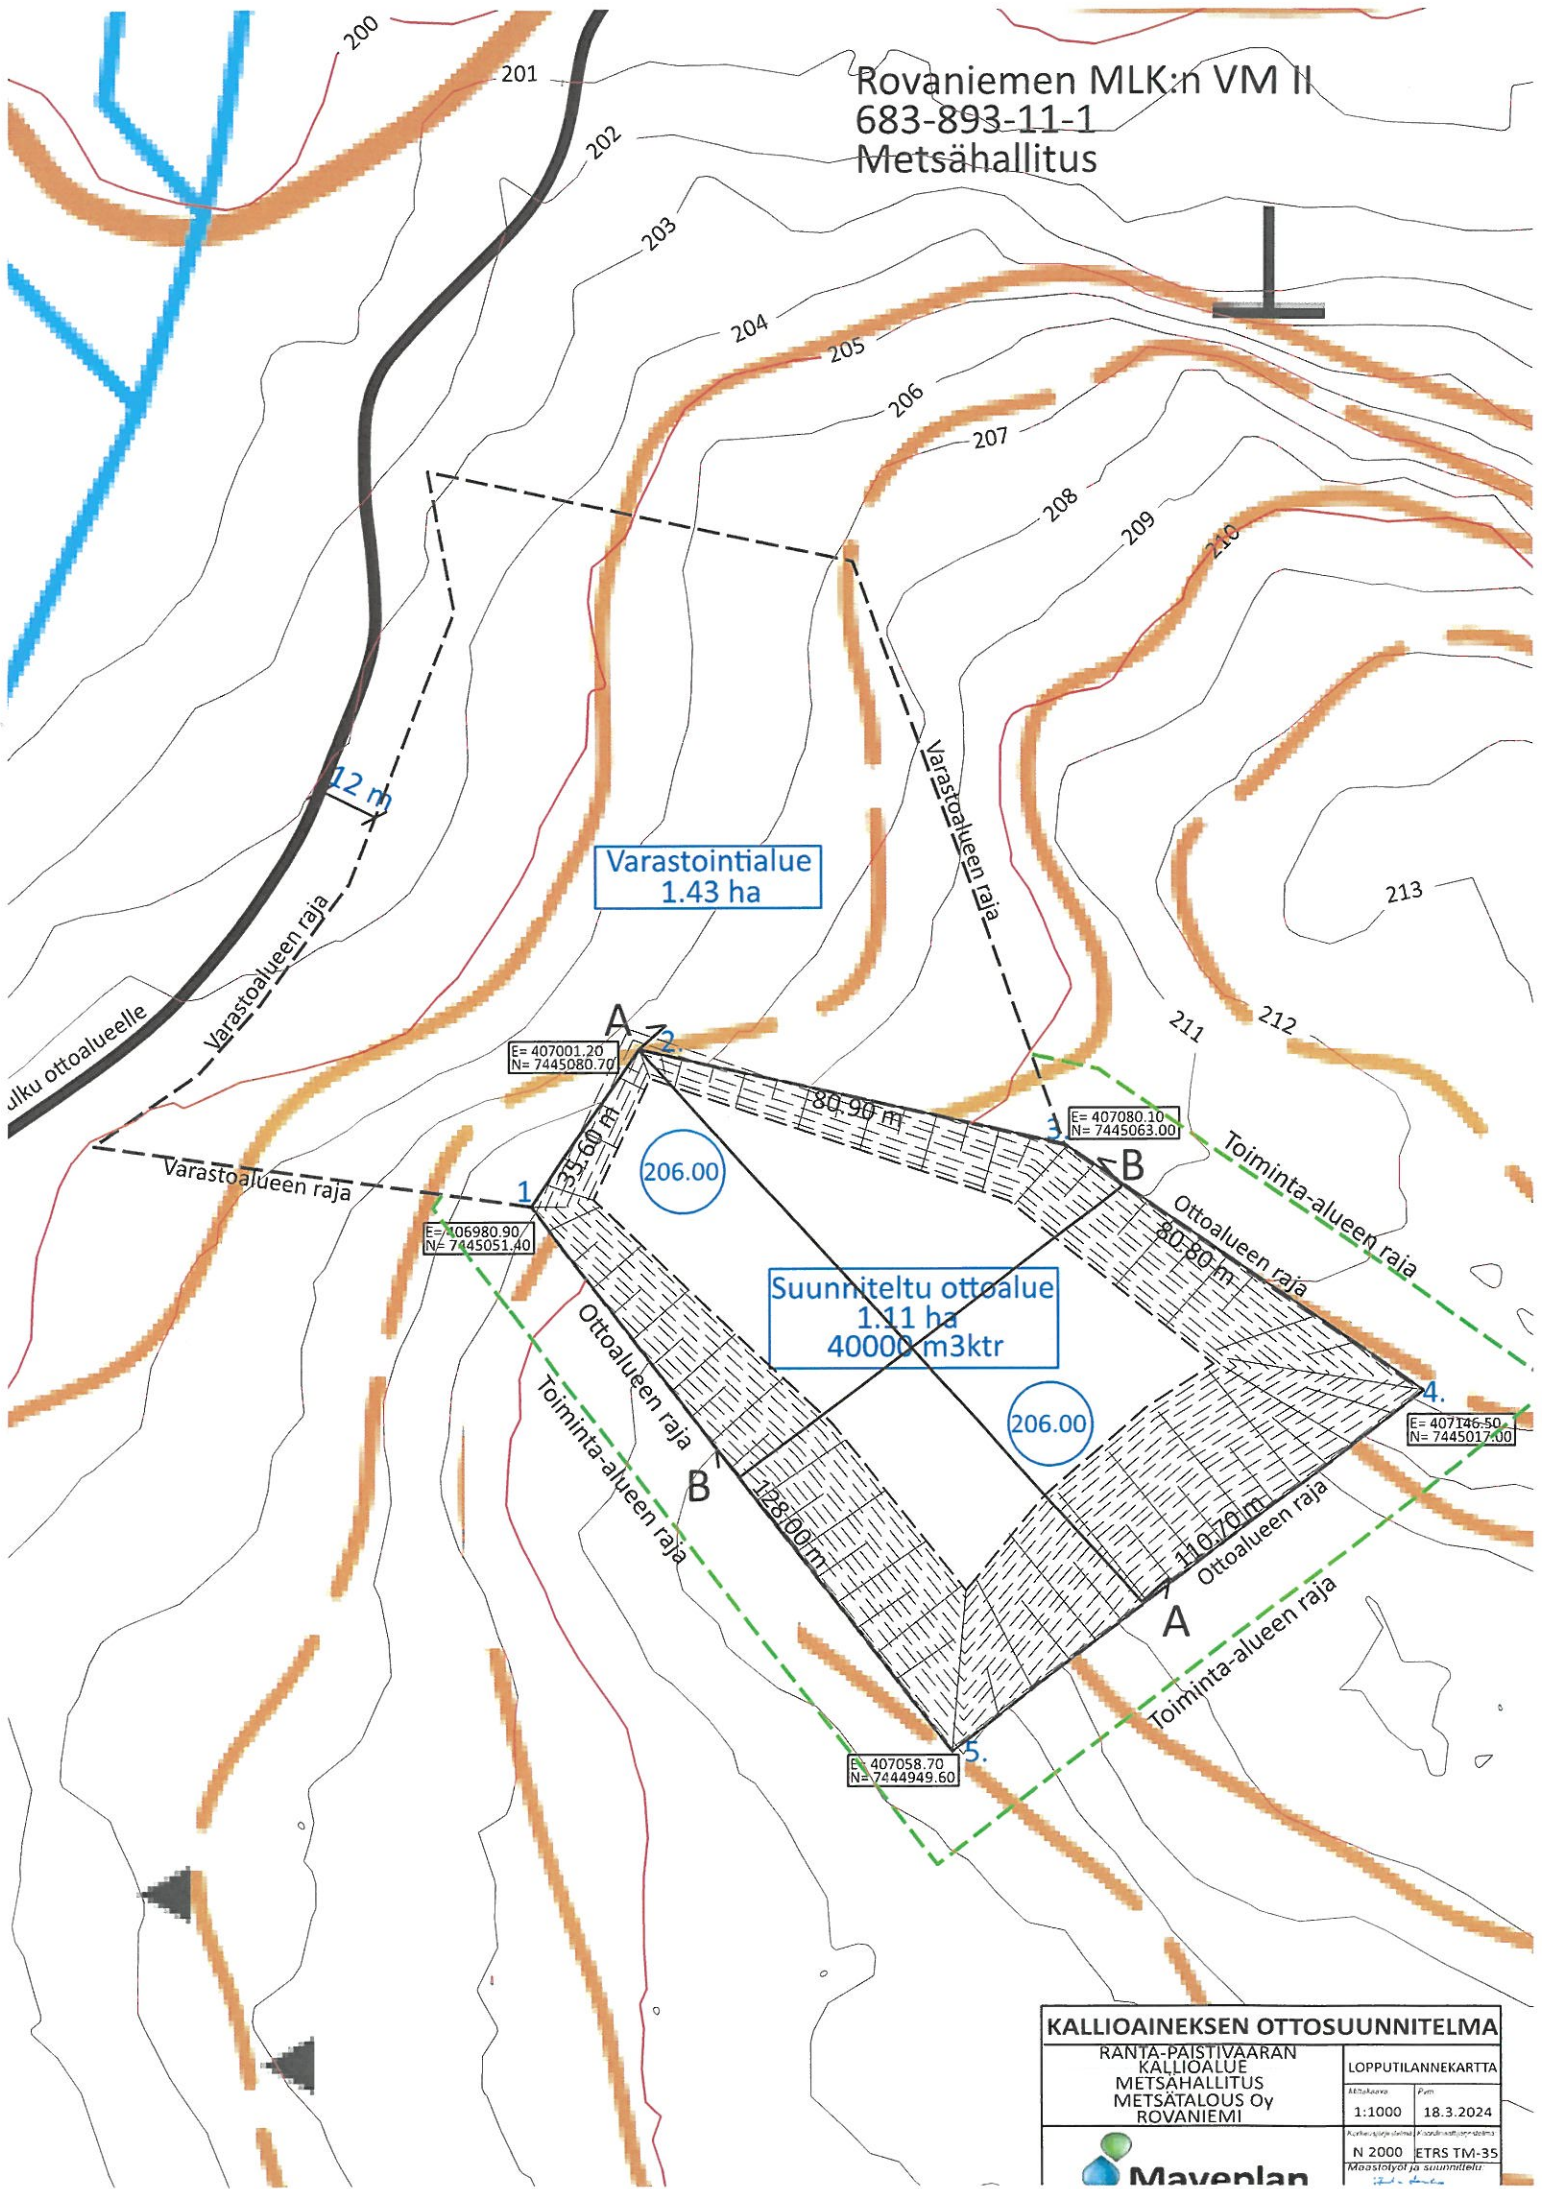 Rovaniemen MLK:n VM II
683-893-11-1
Metsähallitus
200
201
202
203
204
205
206
207
208
209
210
213
211
212
12 m
Varastointialue
1.43 ha
Varastoalueen raja
Varastoalueen raja
Varastoalueen raja
ulku ottoalueelle
A
2.
E= 407001.20
N= 7445080.70
80.90 m
35.60 m
206.00
3.
E= 407080.10
N= 7445063.00
B
1
E= 406980.90
N= 7445051.40
Toiminta-alueen raja
Ottoalueen raja
80.80 m
Suunniteltu ottoalue
1.11 ha
40000 m3ktr
Ottoalueen raja
Toiminta-alueen raja
206.00
4.
E= 407146.50
N= 7445017.00
B
128.00 m
110.70 m
Ottoalueen raja
A
Toiminta-alueen raja
5.
E= 407058.70
N= 7444949.60
KALLIOAINEKSEN OTTOSUUNNITELMA
RANTA-PAISTIVAARAN
KALLIOALUE
METSÄHALLITUS
METSÄTALOUS Oy
ROVANIEMI
LOPPUTILANNEKARTTA
Mittakaava
Pvm
1:1000
18.3.2024
N 2000
ETRS TM-35
Maastotyöt ja suunnittelu
Maveplan